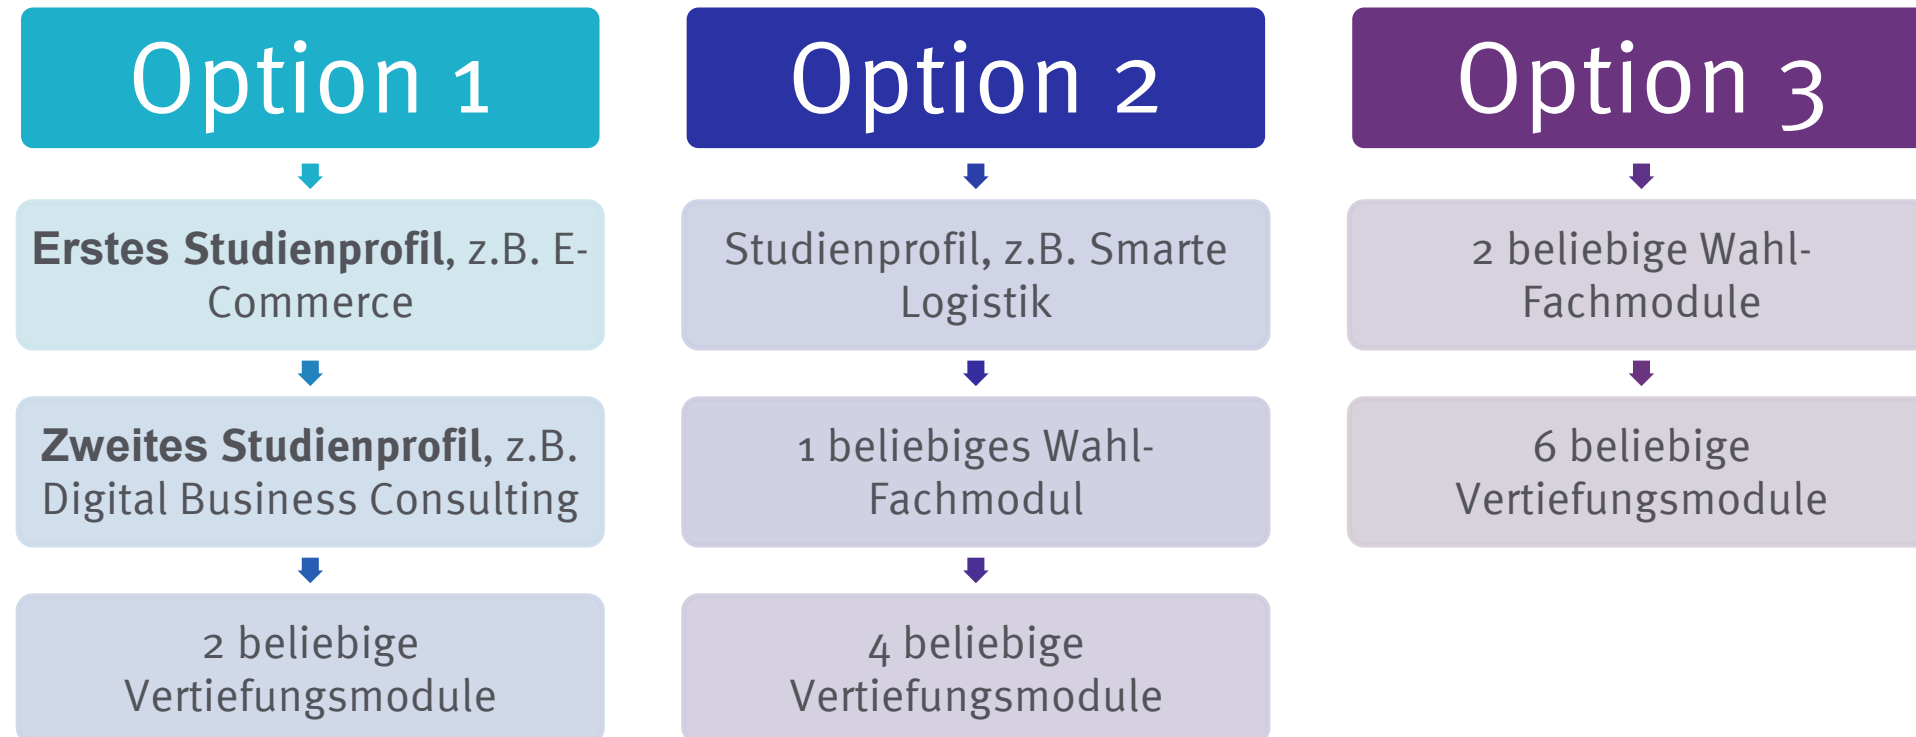 Option 1
Erstes Studienprofil, z.B. E-
Commerce
Zweites Studienprofil, z.B.
Digital Business Consulting
2 beliebige
Vertiefungsmodule
Option 2
Studienprofil, z.B. Smarte
Logistik
1 beliebiges Wahl-
Fachmodul
4 beliebige
Vertiefungsmodule
Option 3
2 beliebige Wahl-
Fachmodule
6 beliebige
Vertiefungsmodule